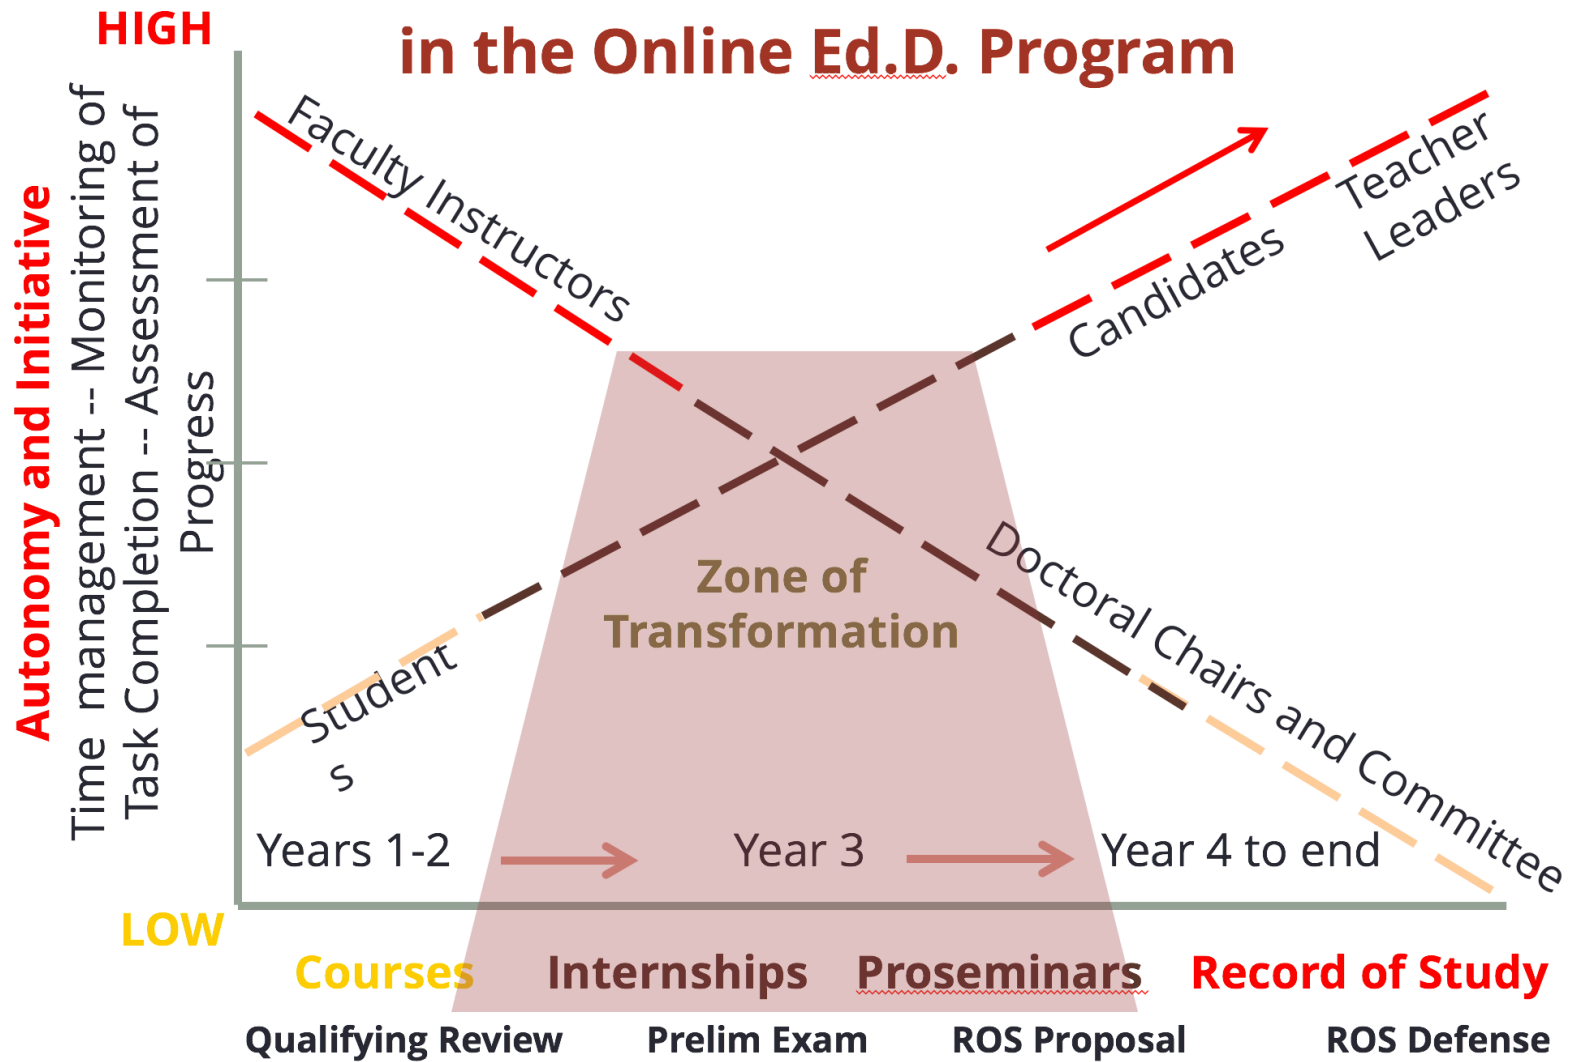 HIGH
in the Online Ed.D. Program
Autonomy and Initiative
Time management -- Monitoring of
Task Completion -- Assessment of
Progress
Faculty Instructors
Teacher
Leaders
Candidates
Student
s
Zone of
Transformation
Doctoral Chairs and Committee
Years 1-2
Year 3
Year 4 to end
LOW
Courses
Internships
Proseminars
Record of Study
Qualifying Review
Prelim Exam
ROS Proposal
ROS Defense